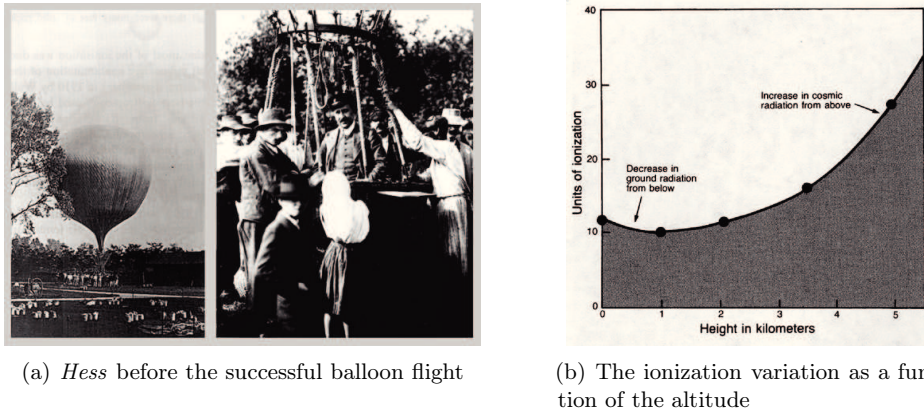 40
30
20
10
0
Units of ionization
Increase in cosmic
radiation from above
Decrease in
ground radiation
from below
0 1 2 3 4 5
Height in kilometers
(a) Hess before the successful balloon flight
(b) The ionization variation as a fun
tion of the altitude